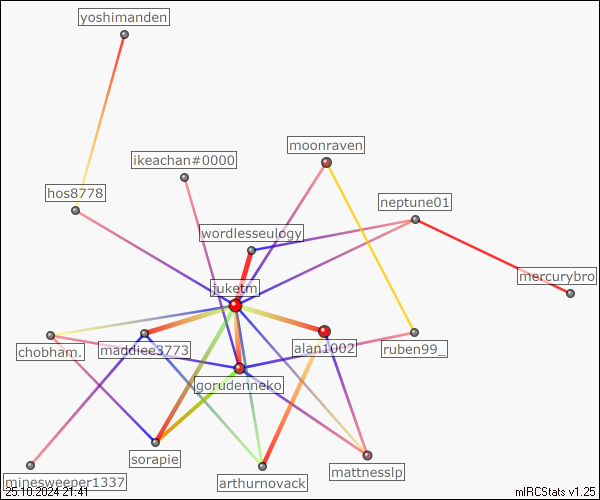 yoshimanden
moonraven
ikeachan#0000
hos8778
neptune01
wordlesseulogy
mercurybro
juketm
chobhan.
maddiee3773
alan1002
ruben99_
gorudenneko
sorapie
mattnesslp
minesweeper1337
arthurnovack
25.10.2024 21:41
mIRCStats v1.25